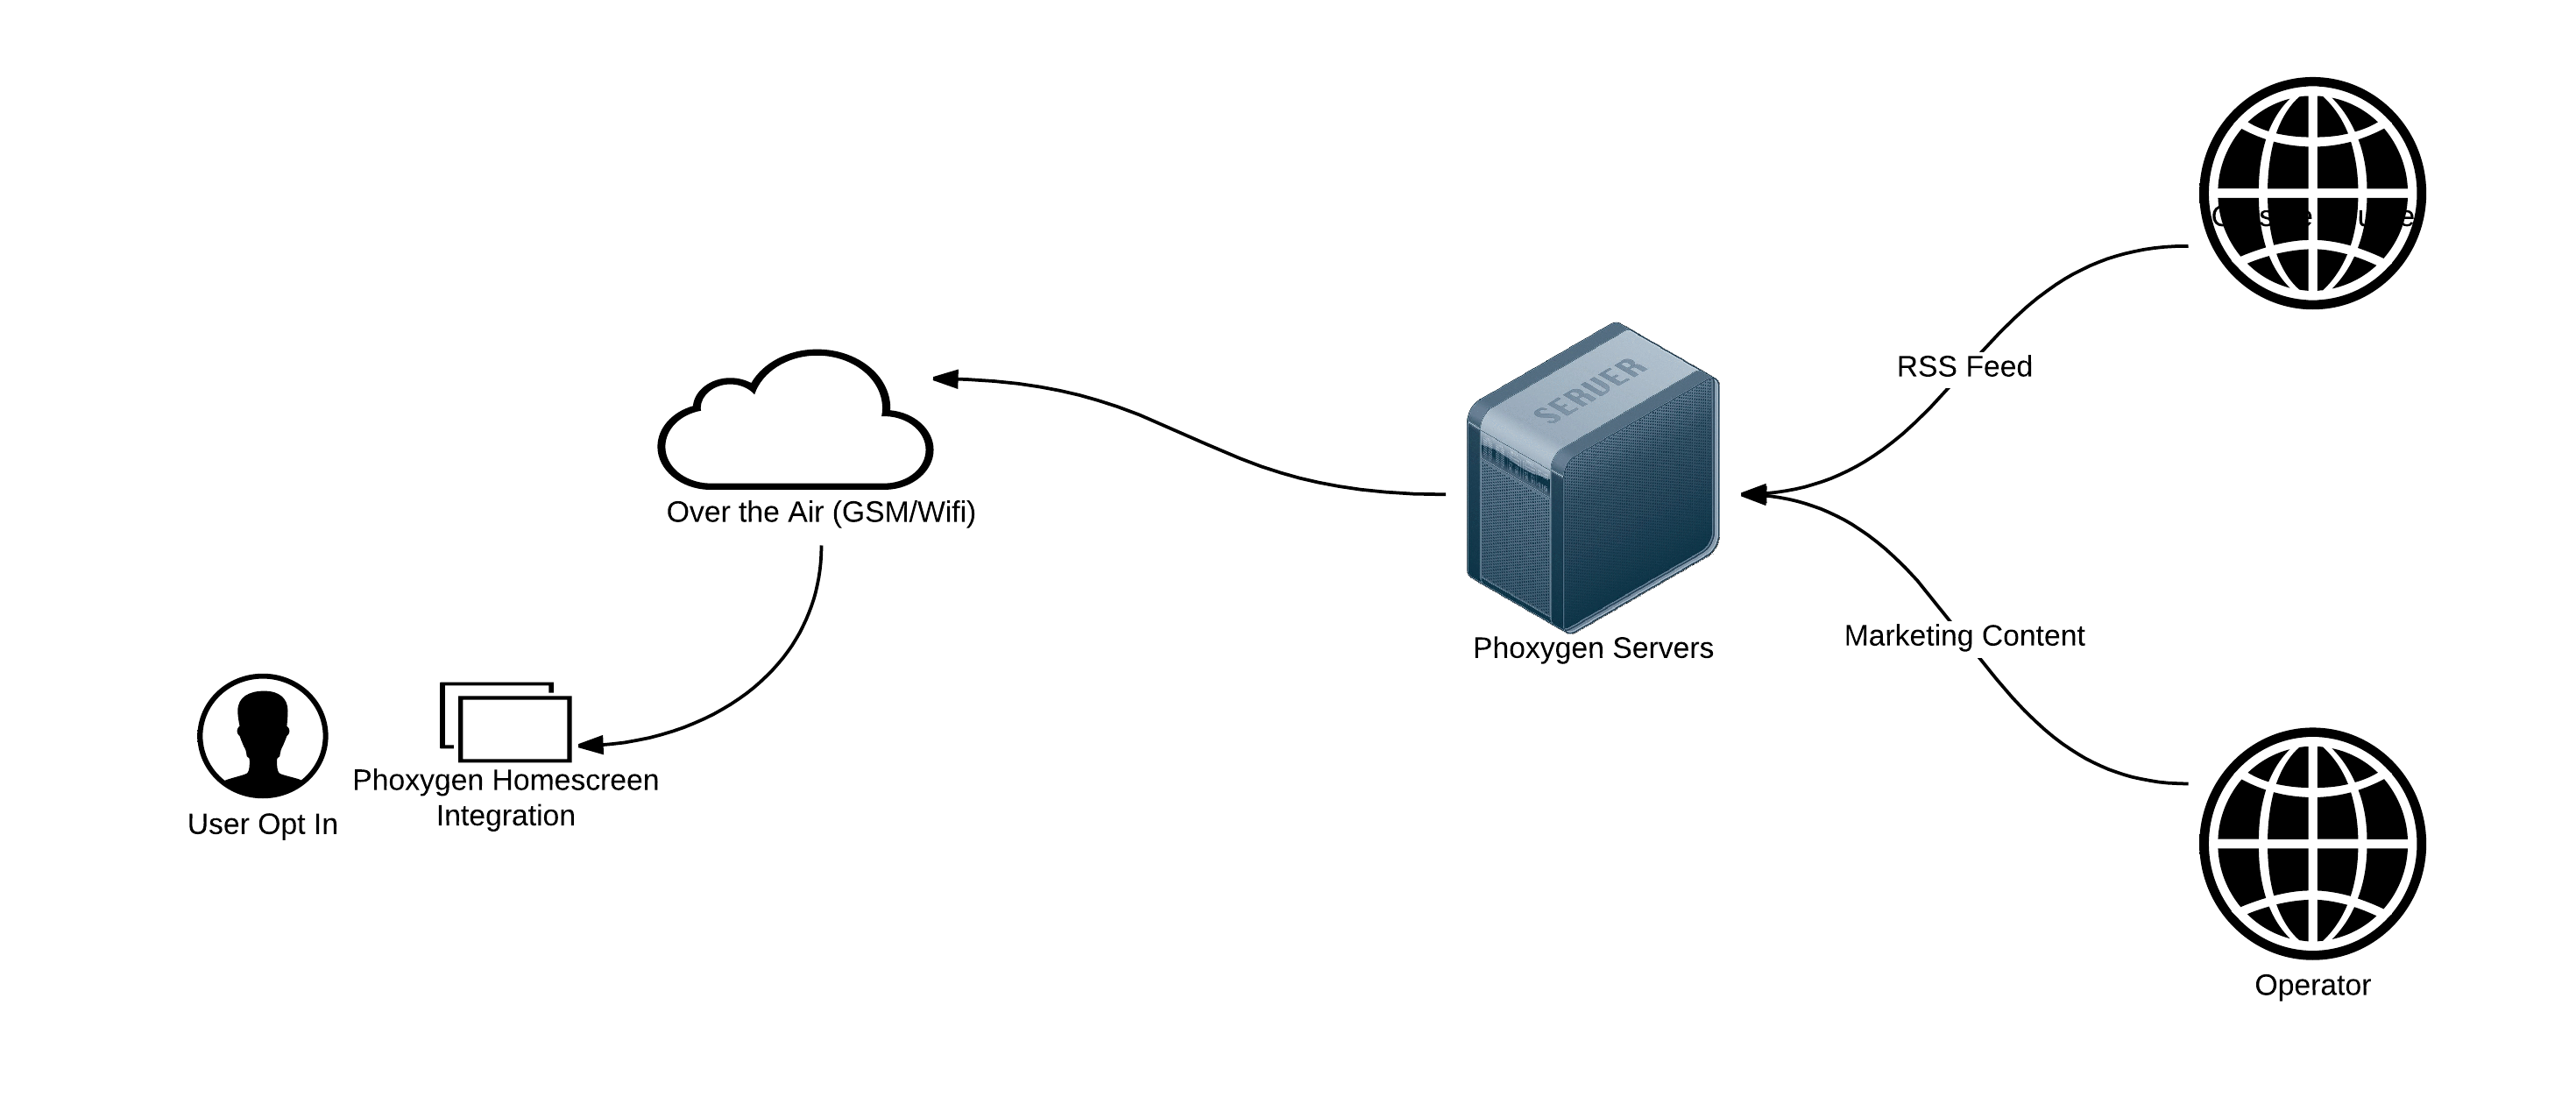 RSS Feed
SERVER
Over the Air (GSM/Wifi)
Marketing Content
Phoxygen Servers
Phoxygen Homescreen
Integration
User Opt In
Operator